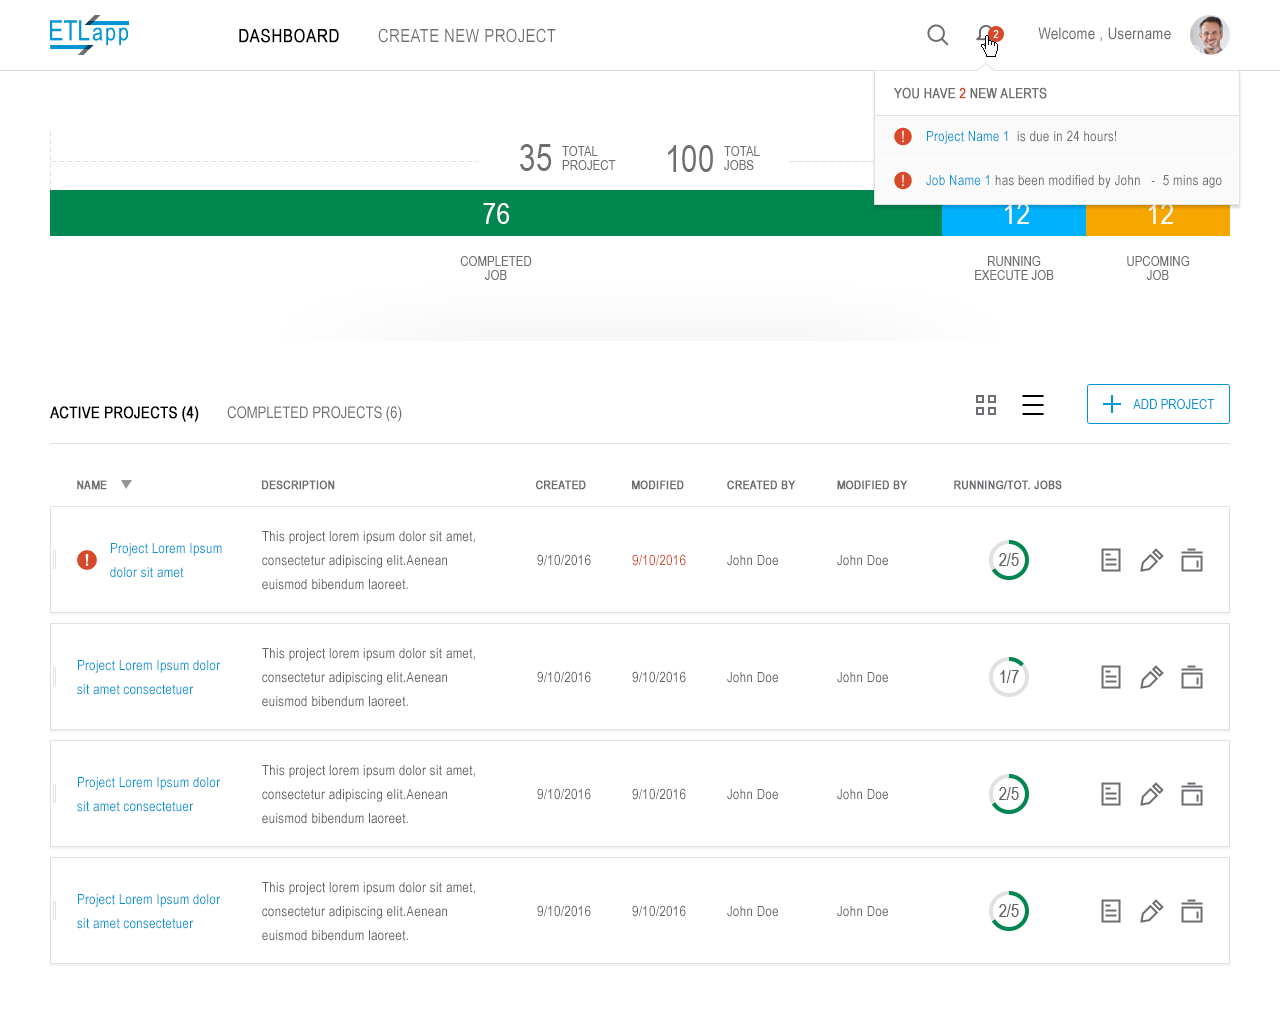 ETLapp
DASHBOARD CREATE NEW PROJECT
2
Welcome , Username
YOU HAVE 2 NEW ALERTS
! Project Name 1 is due in 24 hours!
! Job Name 1 has been modified by John - 5 mins ago
35 TOTAL PROJECT
100 TOTAL JOBS
76
12
12
COMPLETED
JOB
RUNNING
EXECUTE JOB
UPCOMING
JOB
ACTIVE PROJECTS (4) COMPLETED PROJECTS (6)
ADD PROJECT
NAME DESCRIPTION CREATED MODIFIED CREATED BY MODIFIED BY RUNNING/TOT. JOBS
!
Project Lorem Ipsum
dolor sit amet
This project lorem ipsum dolor sit amet,
consectetur adipiscing elit.Aenean
euismod bibendum laoreet.
9/10/2016 9/10/2016 John Doe John Doe 2/5
Project Lorem Ipsum dolor
sit amet consectetuer
This project lorem ipsum dolor sit amet,
consectetur adipiscing elit.Aenean
euismod bibendum laoreet.
9/10/2016 9/10/2016 John Doe John Doe 1/7
Project Lorem Ipsum dolor
sit amet consectetuer
This project lorem ipsum dolor sit amet,
consectetur adipiscing elit.Aenean
euismod bibendum laoreet.
9/10/2016 9/10/2016 John Doe John Doe 2/5
Project Lorem Ipsum dolor
sit amet consectetuer
This project lorem ipsum dolor sit amet,
consectetur adipiscing elit.Aenean
euismod bibendum laoreet.
9/10/2016 9/10/2016 John Doe John Doe 2/5